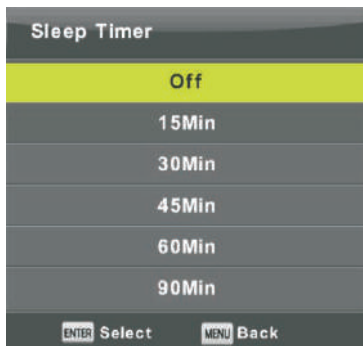 Sleep Timer
Off
15Min
30Min
45Min
60Min
90Min
ENTER Select MENU Back